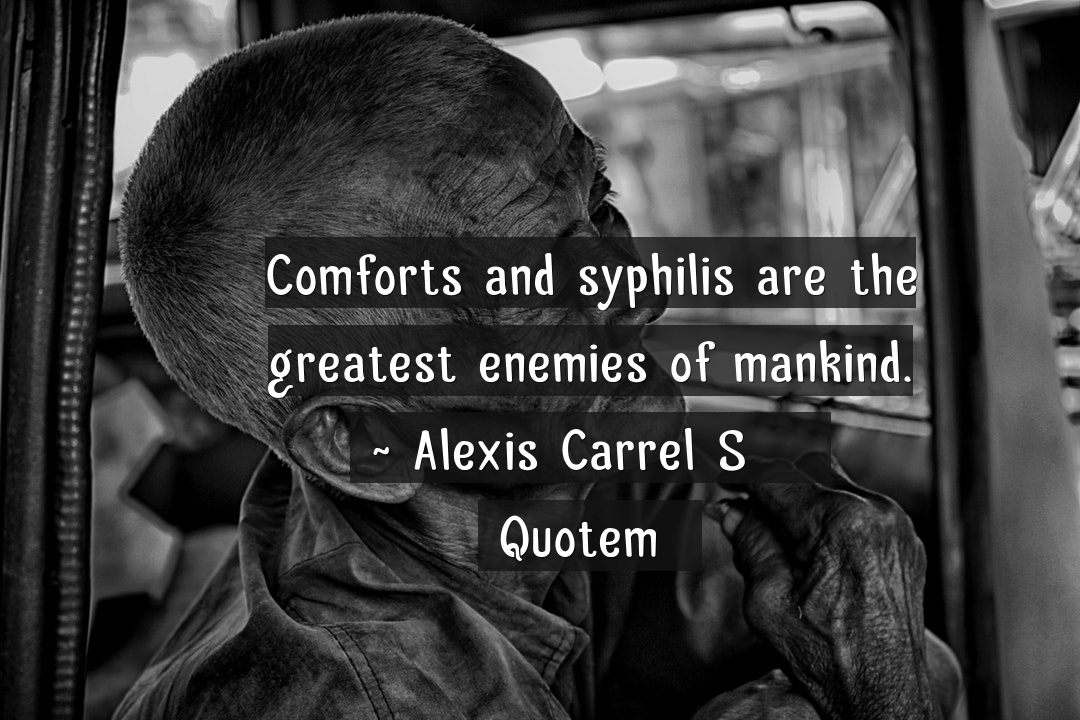 Comforts and syphilis are the
greatest enemies of mankind.
~ Alexis Carrel S
Quotem